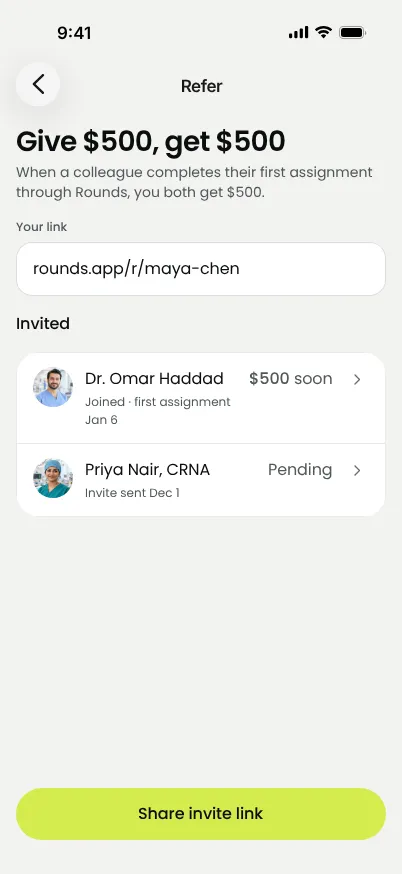 9:41
Refer
Give $500, get $500
When a colleague completes their first assignment
through Rounds, you both get $500.
Your link
rounds.app/r/maya-chen
Invited
Dr. Omar Haddad
$500 soon
Joined · first assignment
Jan 6
Priya Nair, CRNA
Pending
Invite sent Dec 1
Share invite link